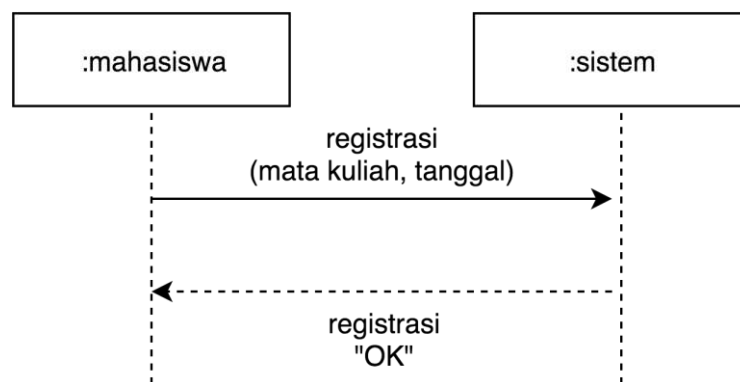 :mahasiswa
:sistem
registrasi
(mata kuliah, tanggal)
registrasi
"OK"